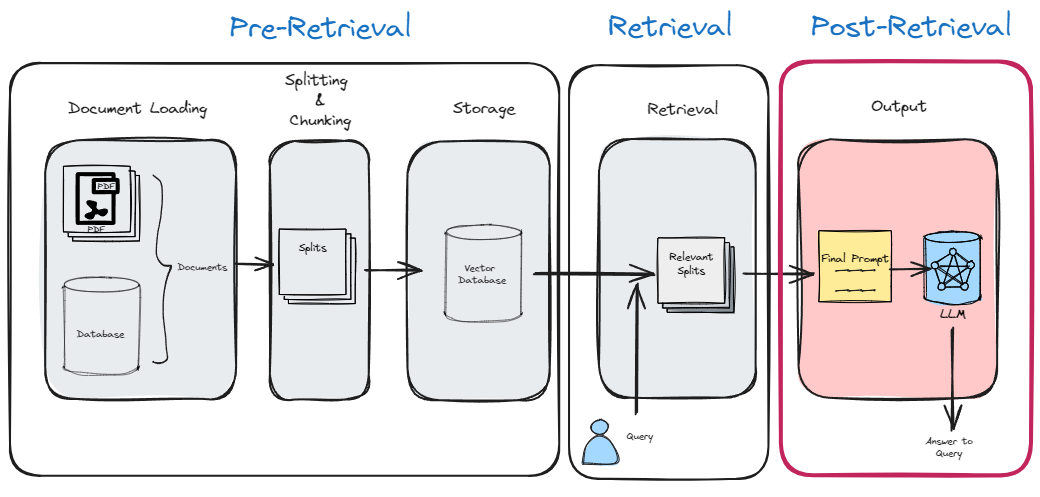 Pre-Retrieval
Retrieval
Post-Retrieval
Document Loading
Splitting
&
Chunking
Storage
Retrieval
Output
PDF
PDF
Documents
Database
Splits
Vector
Database
Relevant
Splits
Query
Final Prompt
LLM
Answer to
Query